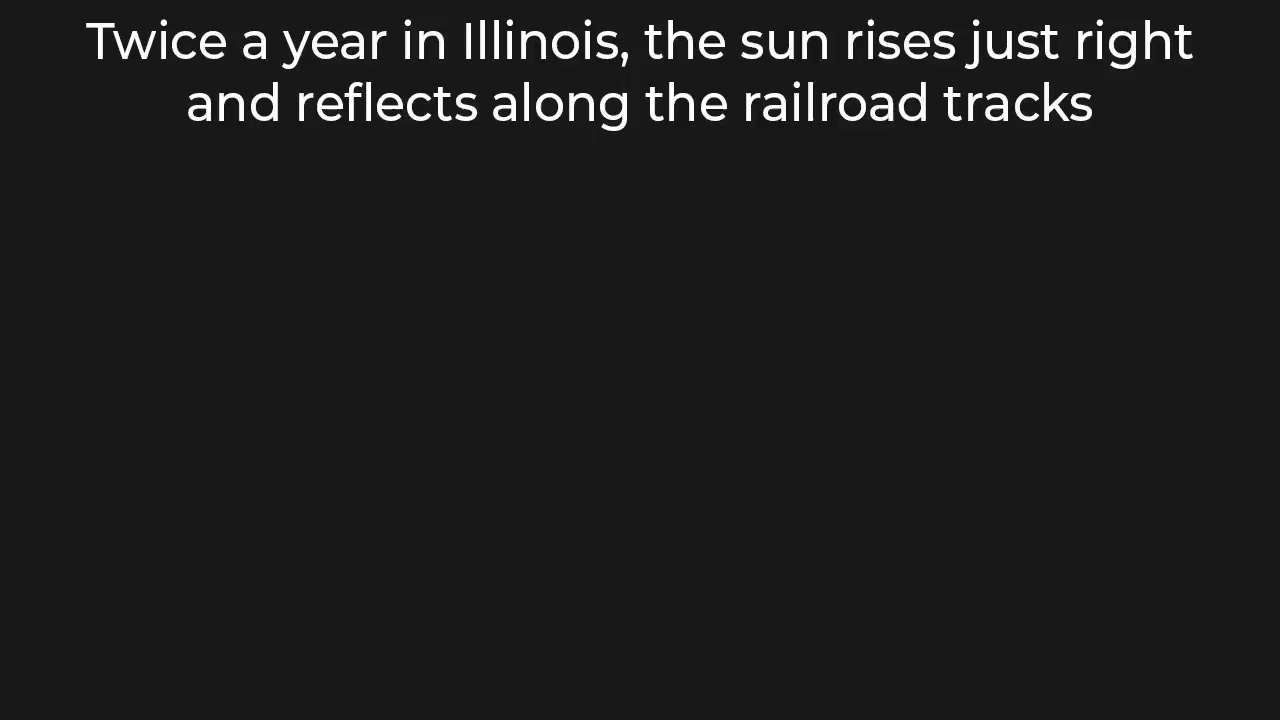 Twice a year in Illinois, the sun rises just right
and reflects along the railroad tracks